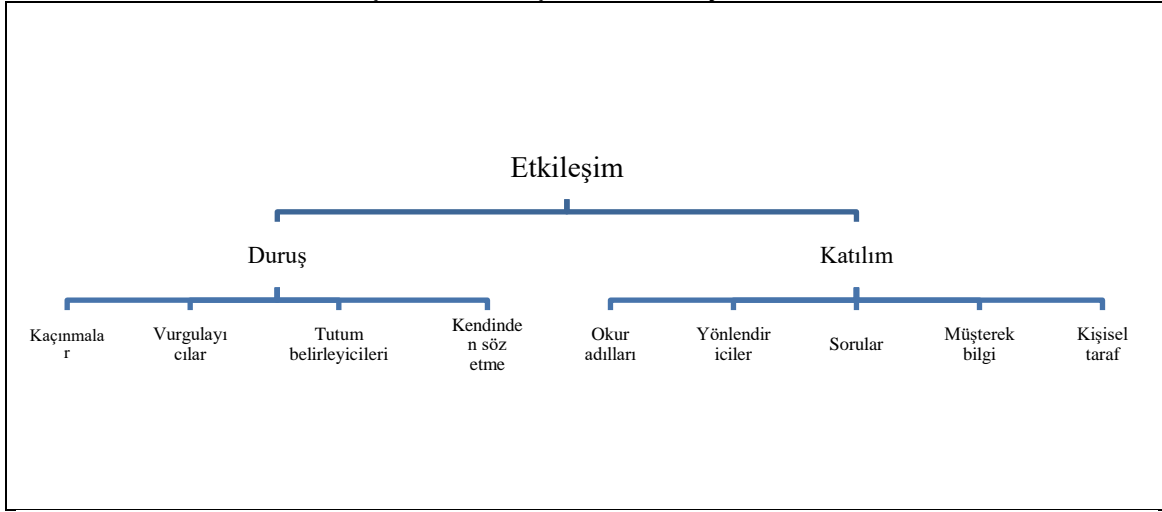 Etkileşim
Duruş
Katılım
Kaçınmala
r
Vurgulayı
cılar
Tutum
belirleyicileri
Kendinde
n söz
etme
Okur
adılları
Yönlendir
iciler
Sorular
Müşterek
bilgi
Kişisel
taraf